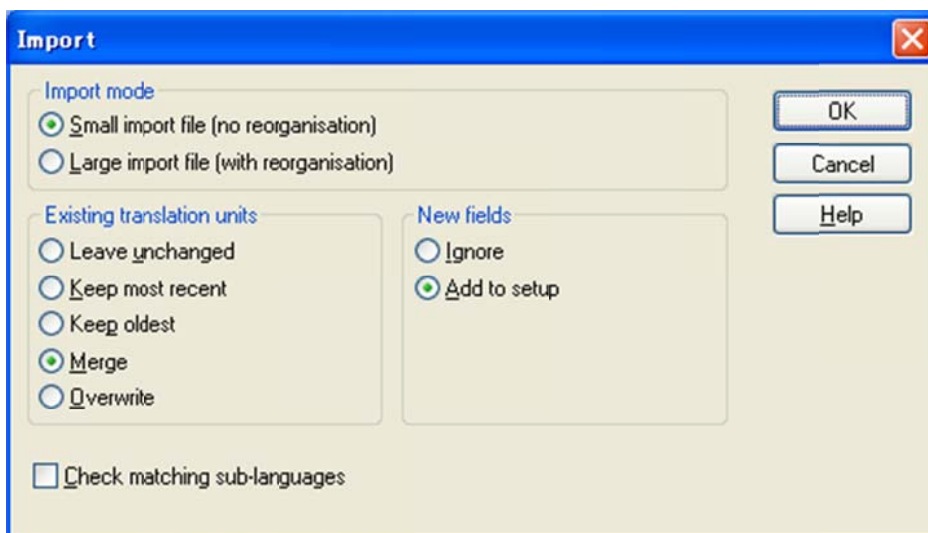 Import
Import mode
Small import file (no reorganisation)
Large import file (with reorganisation)
OK
Cancel
Help
Existing translation units
Leave unchanged
Keep most recent
Keep oldest
Merge
Overwrite
New fields
Ignore
Add to setup
Check matching sub-languages